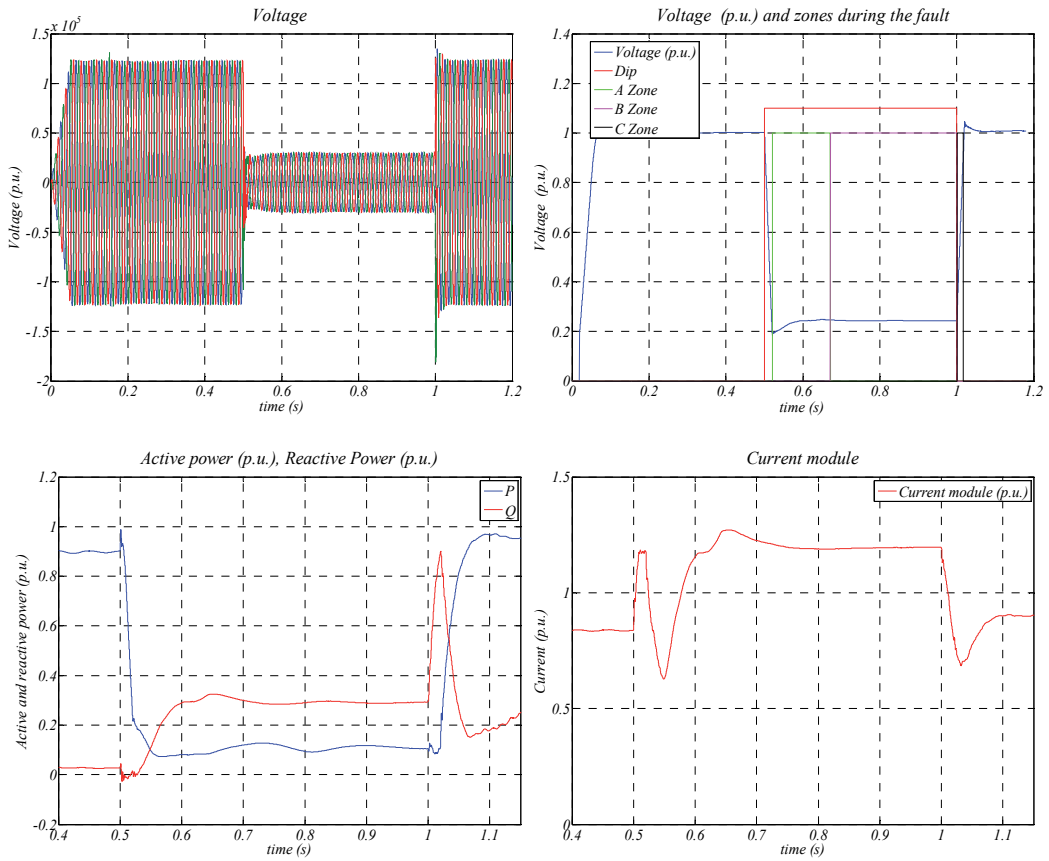 Voltage
x 10^5
1.5
1
0.5
0
-0.5
-1
-1.5
-2
Voltage (p.u.)
0 0.2 0.4 0.6 0.8 1 1.2
time (s)
Voltage (p.u.) and zones during the fault
1.4
1.2
1
0.8
0.6
0.4
0.2
0
Voltage (p.u.)
Voltage (p.u.)
Dip
A Zone
B Zone
C Zone
0 0.2 0.4 0.6 0.8 1 1.2
time (s)
Active power (p.u.), Reactive Power (p.u.)
1.2
1
0.8
0.6
0.4
0.2
0
-0.2
Active and reactive power (p.u.)
P
Q
0.4 0.5 0.6 0.7 0.8 0.9 1 1.1
time (s)
Current module
1.5
1
0.5
0
Current (p.u.)
Current module (p.u.)
0.4 0.5 0.6 0.7 0.8 0.9 1 1.1
time (s)